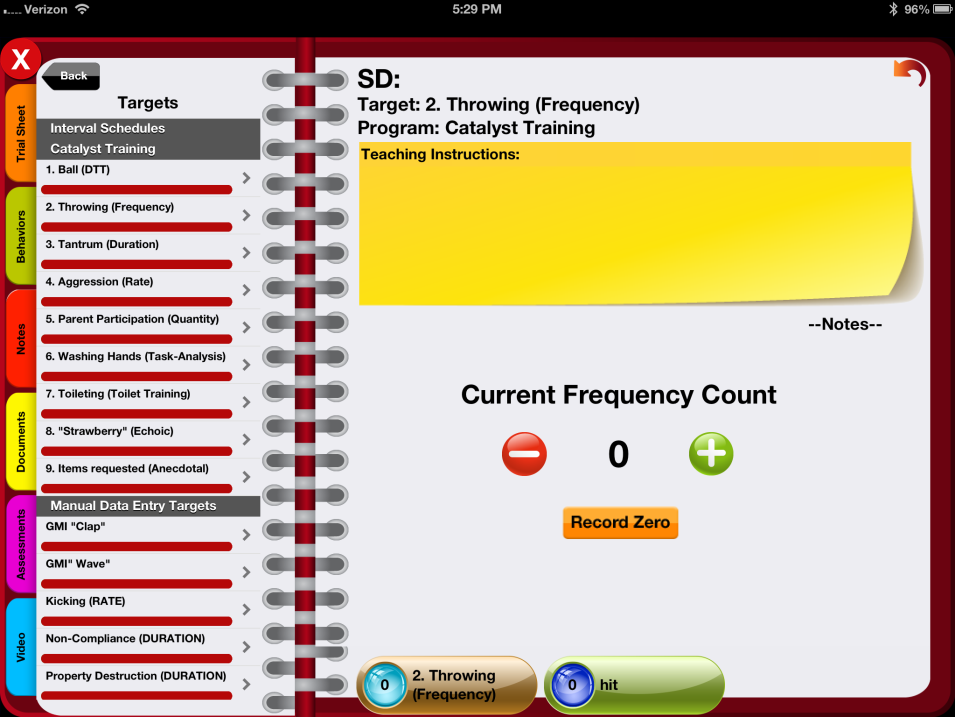 Verizon
5:29 PM
96%
X
Back
Targets
Interval Schedules
Catalyst Training
1. Ball (DTT)
2. Throwing (Frequency)
3. Tantrum (Duration)
4. Aggression (Rate)
5. Parent Participation (Quantity)
6. Washing Hands (Task-Analysis)
7. Toileting (Toilet Training)
8. "Strawberry" (Echoic)
9. Items requested (Anecdotal)
Manual Data Entry Targets
GMI "Clap"
GMI" Wave"
Kicking (RATE)
Non-Compliance (DURATION)
Property Destruction (DURATION)
Trial Sheet
Behaviors
Notes
Documents
Assessments
Video
SD:
Target: 2. Throwing (Frequency)
Program: Catalyst Training
Teaching Instructions:
--Notes--
Current Frequency Count
0
Record Zero
0 2. Throwing
(Frequency)
0 hit